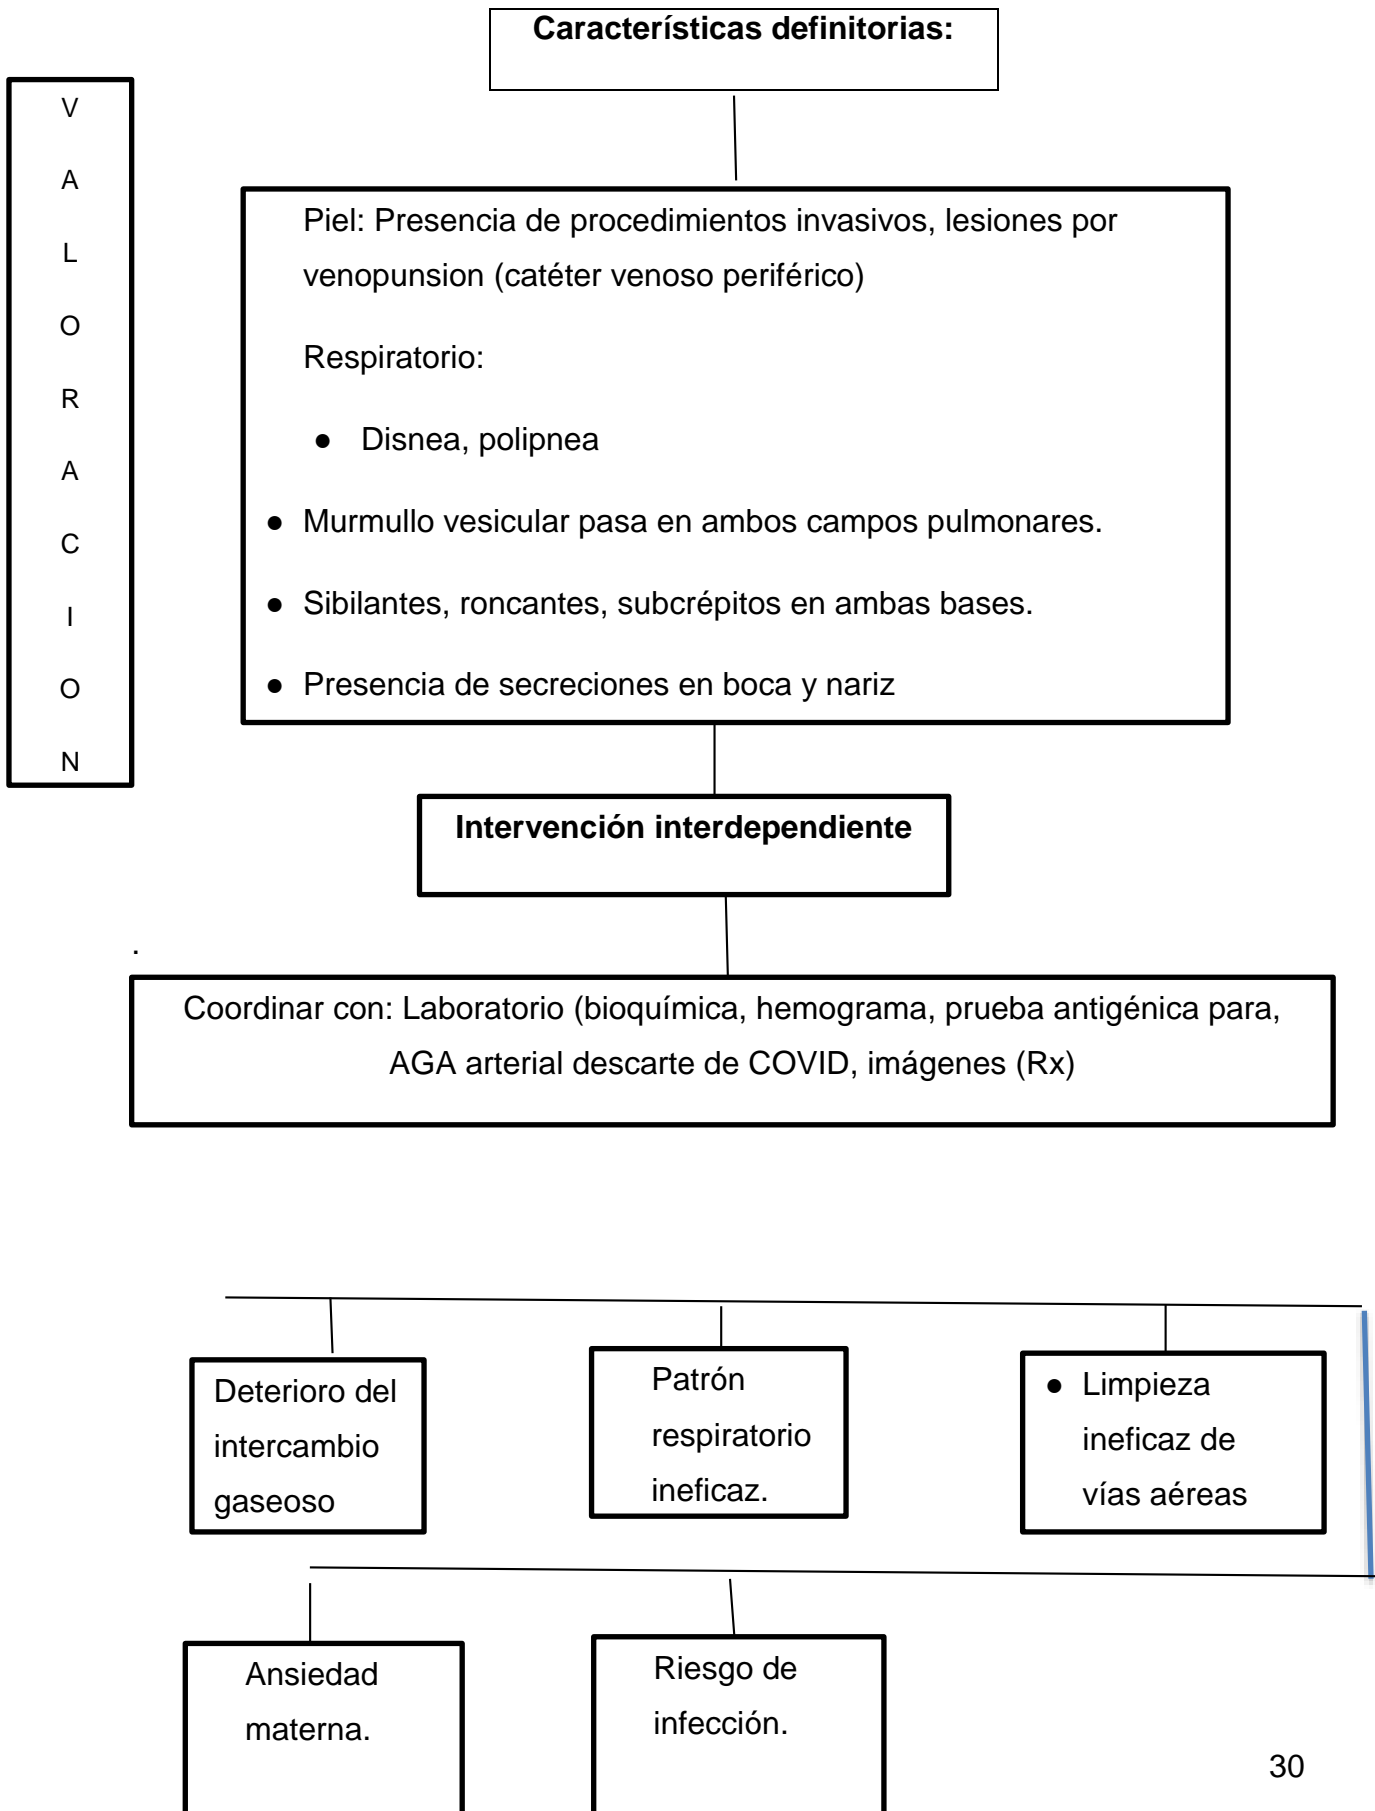 Características definitorias:
V
A
L
O
R
A
C
I
O
N
Piel: Presencia de procedimientos invasivos, lesiones por
venopunsion (catéter venoso periférico)
Respiratorio:
● Disnea, polipnea
● Murmullo vesicular pasa en ambos campos pulmonares.
● Sibilantes, roncantes, subcrépitos en ambas bases.
● Presencia de secreciones en boca y nariz
Intervención interdependiente
.
Coordinar con: Laboratorio (bioquímica, hemograma, prueba antigénica para,
AGA arterial descarte de COVID, imágenes (Rx)
Deterioro del
intercambio
gaseoso
Patrón
respiratorio
ineficaz.
● Limpieza
ineficaz de
vías aéreas
Ansiedad
materna.
Riesgo de
infección.
30